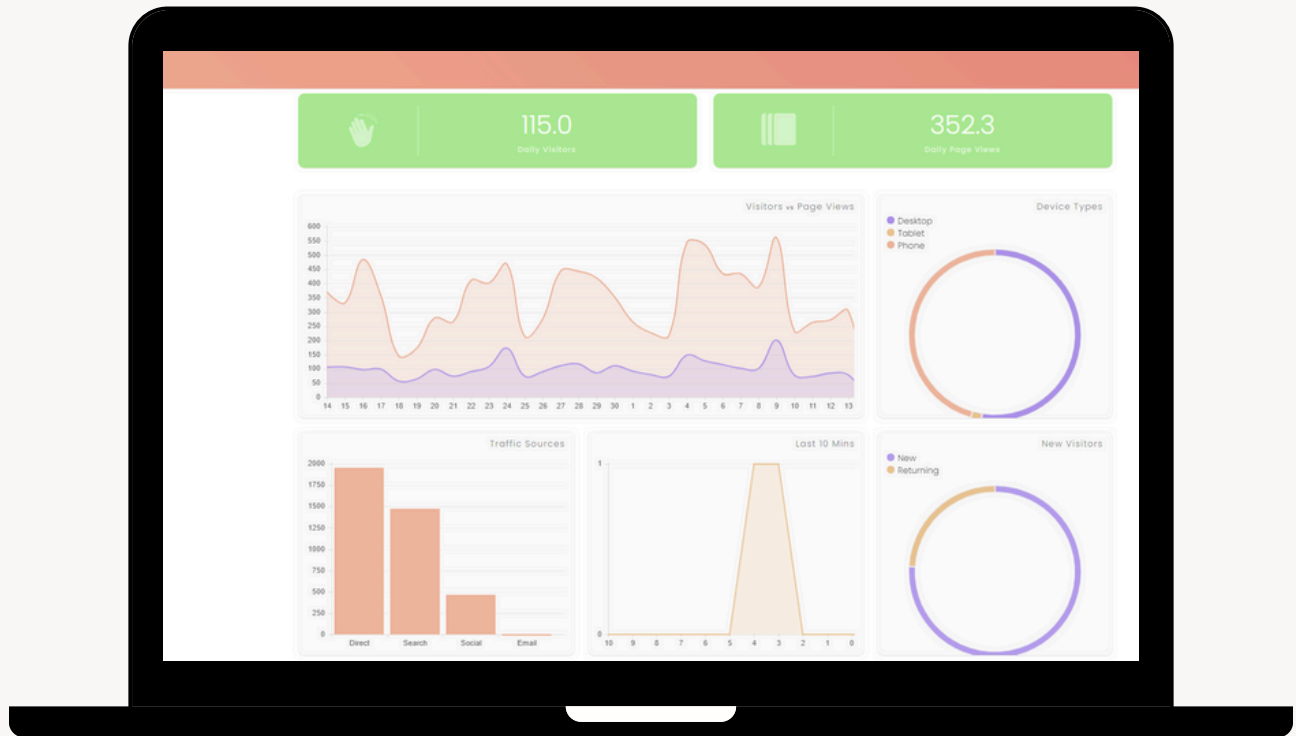 115.0
Daily Visitors
352.3
Daily Page Views
Visitors vs Page Views
600
550
500
450
400
350
300
250
200
150
100
50
0
14 15 16 17 18 19 20 21 22 23 24 25 26 27 28 29 30 1 2 3 4 5 6 7 8 9 10 11 12 13
Device Types
Desktop
Tablet
Phone
Traffic Sources
2000
1750
1500
1250
1000
750
500
250
0
Direct Search Social Email
Last 10 Mins
1
0
10 9 8 7 6 5 4 3 2 1 0
New Visitors
New
Returning